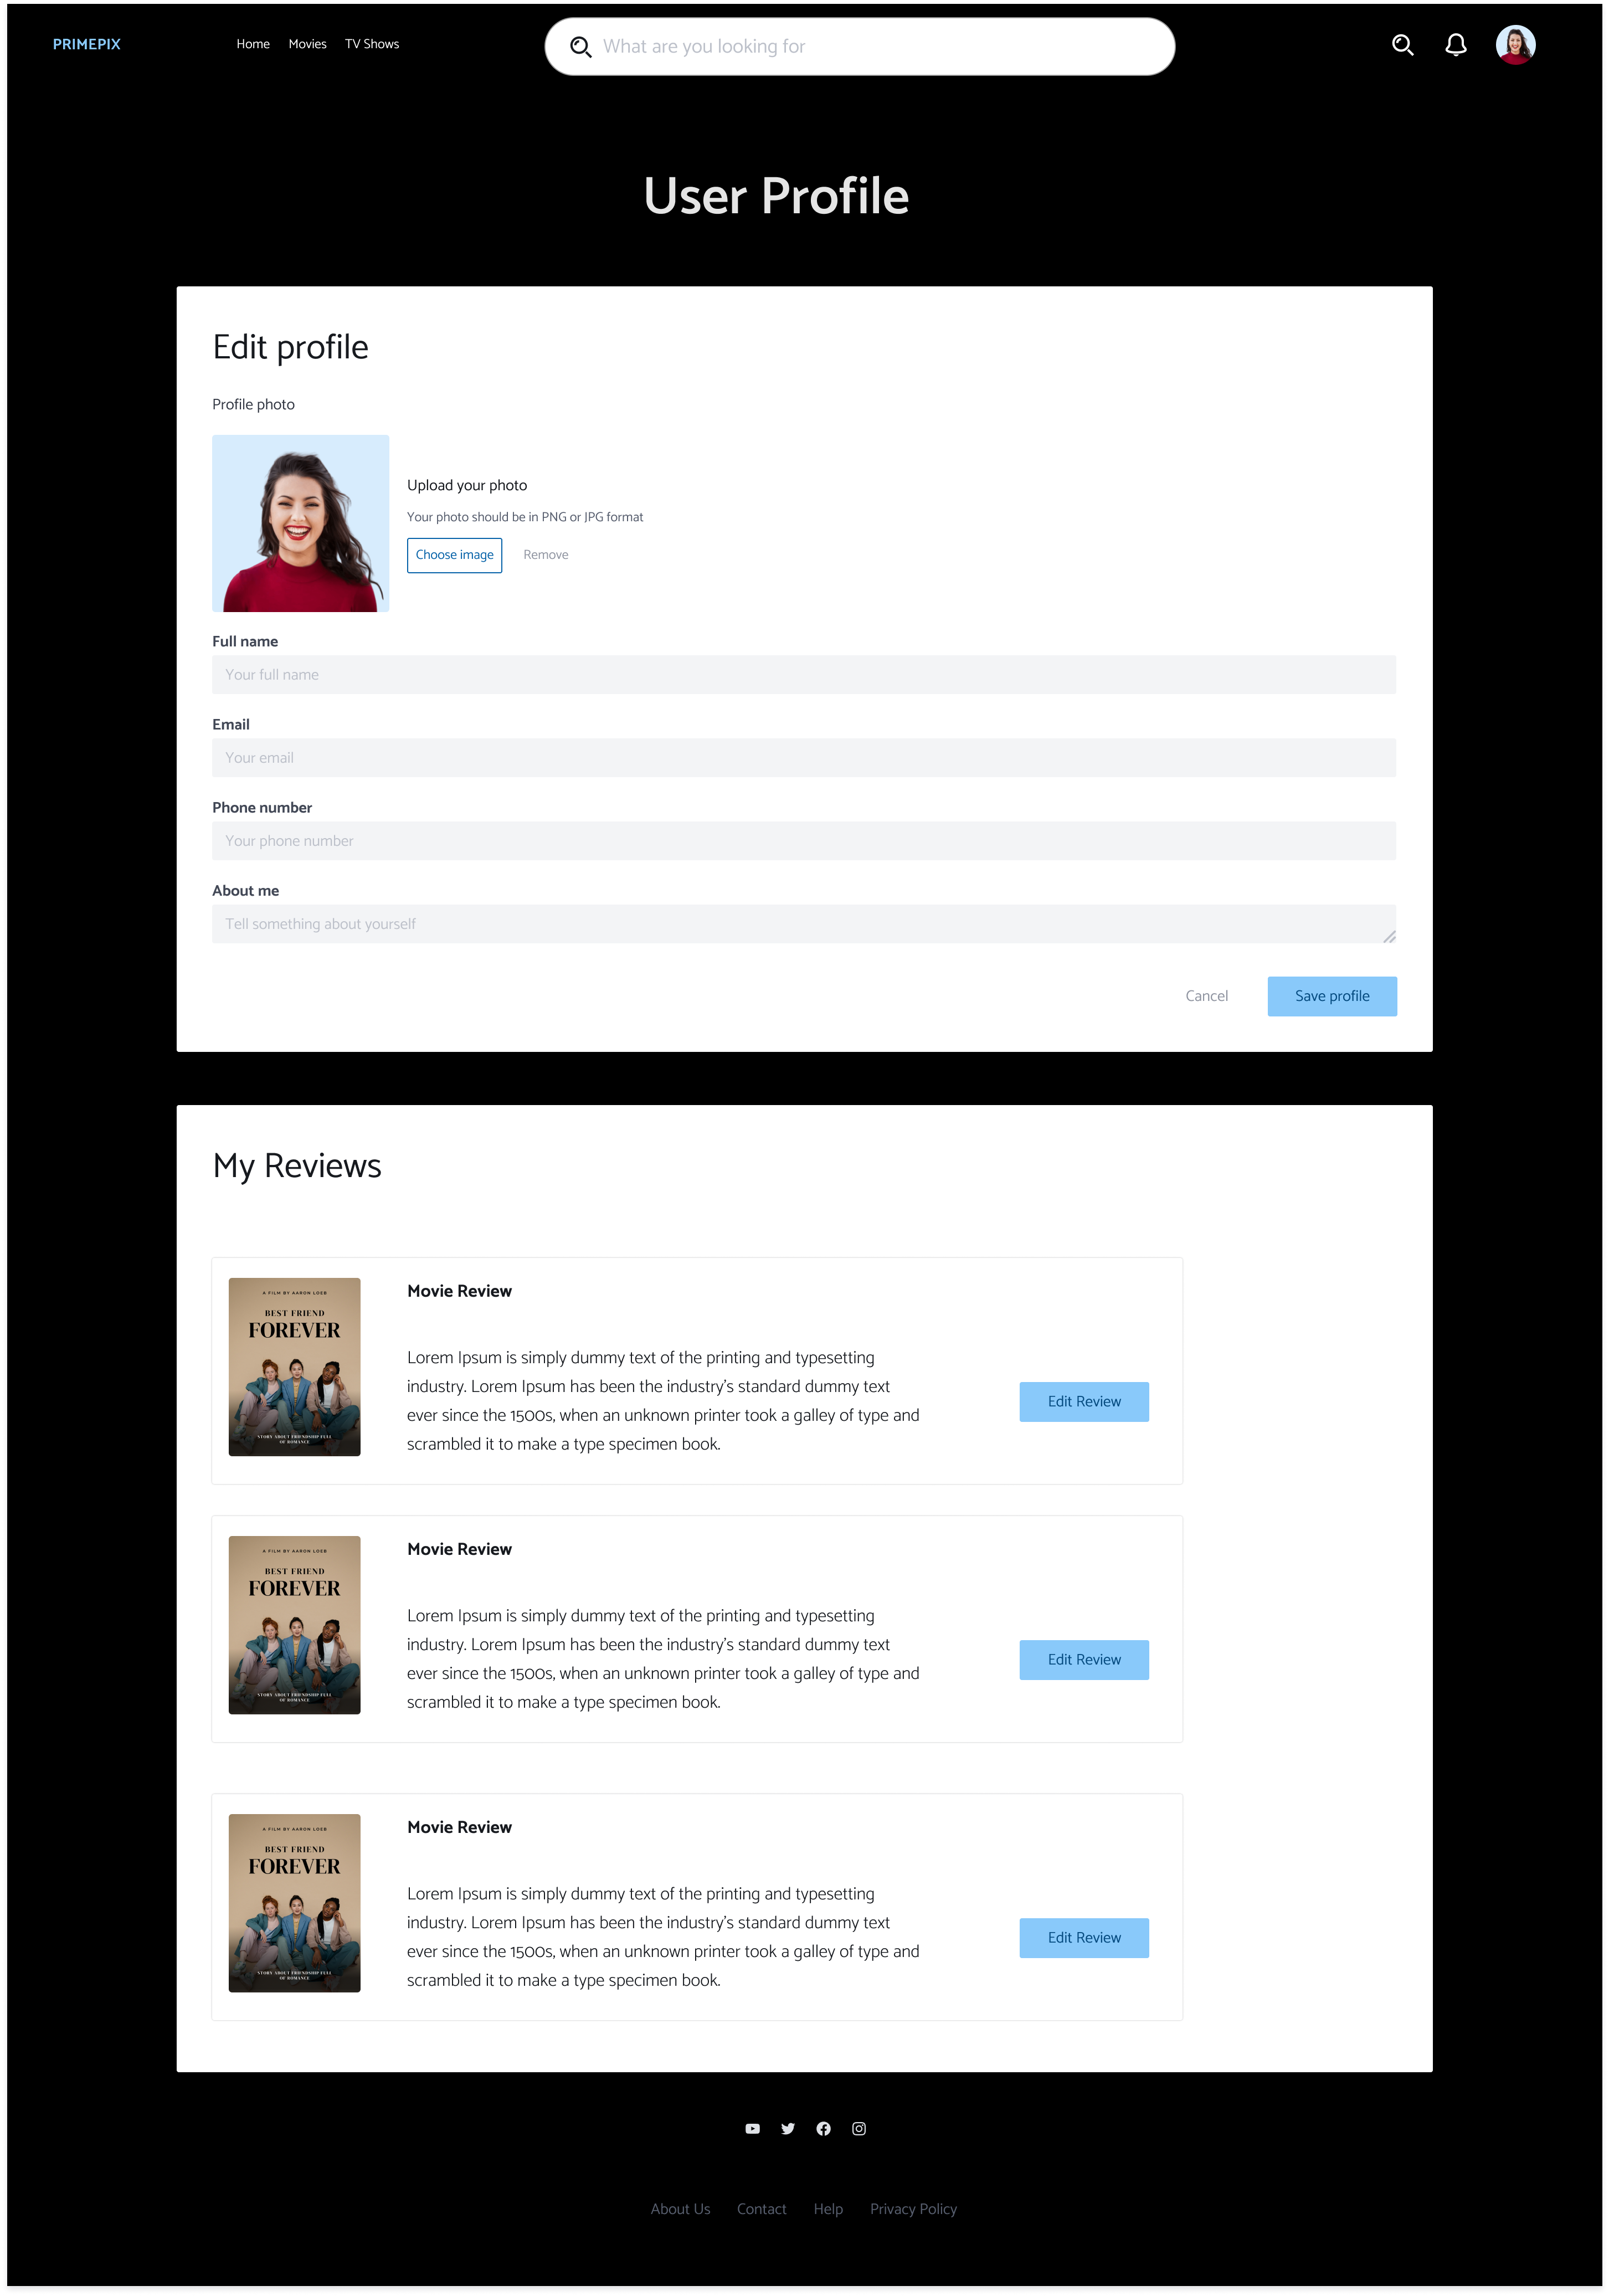 PRIMEPIX
Home Movies TV Shows
What are you looking for
User Profile
Edit profile
Profile photo
Upload your photo
Your photo should be in PNG or JPG format
Choose image Remove
Full name
Your full name
Email
Your email
Phone number
Your phone number
About me
Tell something about yourself
Cancel Save profile
My Reviews
A FILM BY AARON LOEB
BEST FRIEND
FOREVER
STORY ABOUT FRIENDSHIP FULL
OF ROMANCE
Movie Review
Lorem Ipsum is simply dummy text of the printing and typesetting
industry. Lorem Ipsum has been the industry's standard dummy text
ever since the 1500s, when an unknown printer took a galley of type and
scrambled it to make a type specimen book.
Edit Review
A FILM BY AARON LOEB
BEST FRIEND
FOREVER
STORY ABOUT FRIENDSHIP FULL
OF ROMANCE
Movie Review
Lorem Ipsum is simply dummy text of the printing and typesetting
industry. Lorem Ipsum has been the industry's standard dummy text
ever since the 1500s, when an unknown printer took a galley of type and
scrambled it to make a type specimen book.
Edit Review
A FILM BY AARON LOEB
BEST FRIEND
FOREVER
STORY ABOUT FRIENDSHIP FULL
OF ROMANCE
Movie Review
Lorem Ipsum is simply dummy text of the printing and typesetting
industry. Lorem Ipsum has been the industry's standard dummy text
ever since the 1500s, when an unknown printer took a galley of type and
scrambled it to make a type specimen book.
Edit Review
About Us Contact Help Privacy Policy